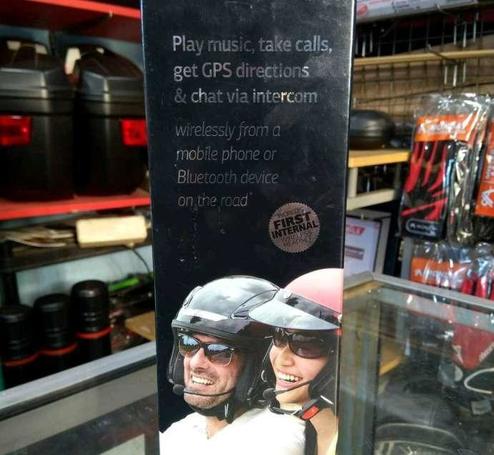 Play music, take calls,
get GPS directions
& chat via intercom
wirelessly from a
mobile phone or
Bluetooth device
on the road*
FIRST
INTERNAL